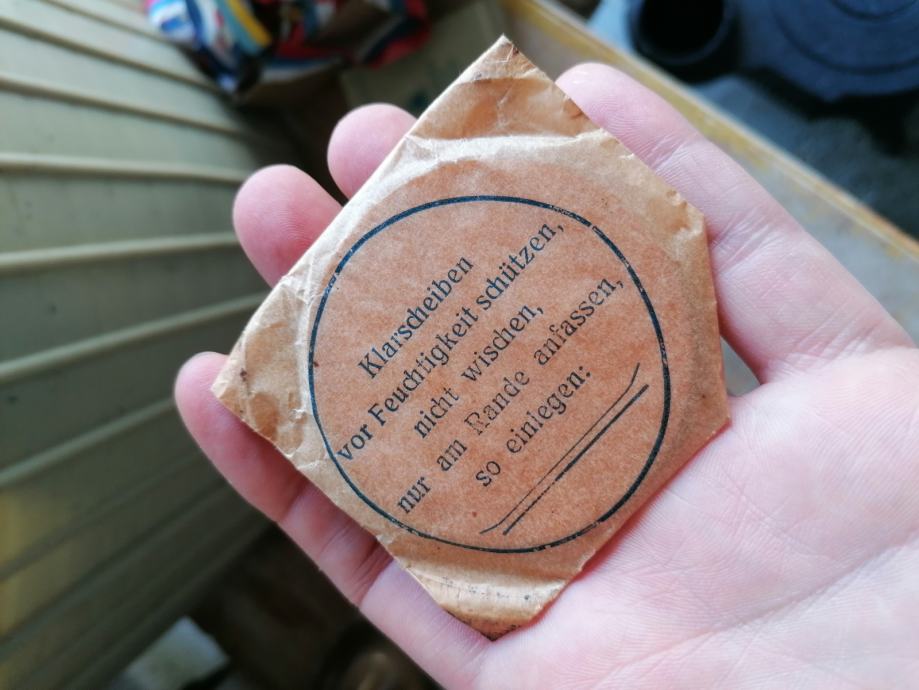 Klarscheiben
vor Feuchtigkeit schützen,
nicht wischen,
nur am Rande anfassen,
so einlegen: